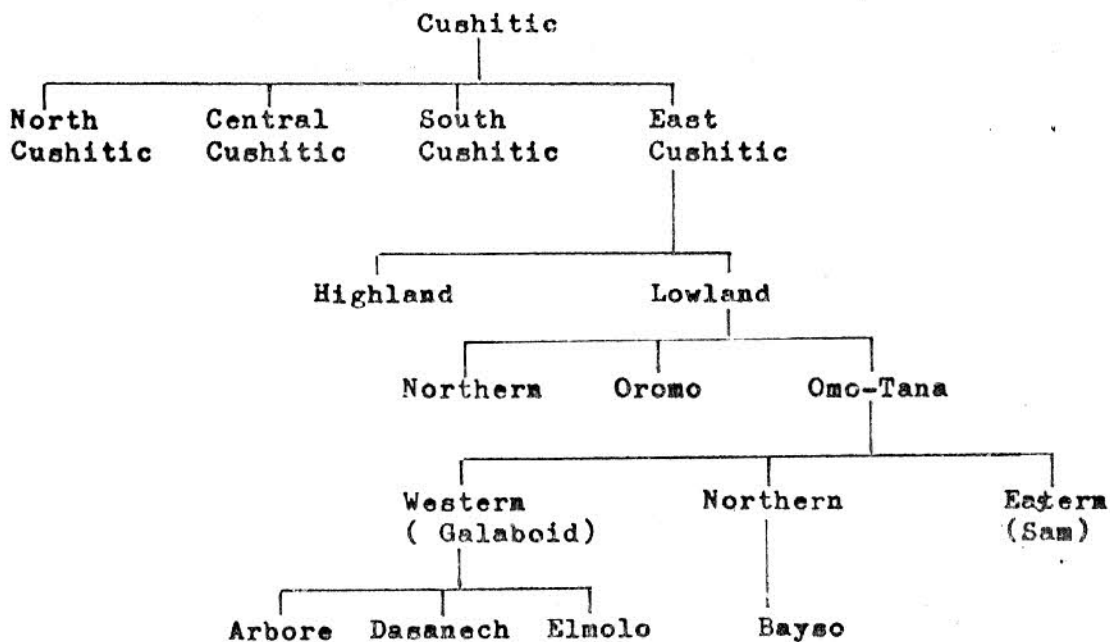 Cushitic
North Central South East
Cushitic Cushitic Cushitic Cushitic
Highland Lowland
Northern Oromo Omo-Tana
Western Northern Eastern
( Galaboid) (Sam)
Arbore Dasanech Elmolo Bayso